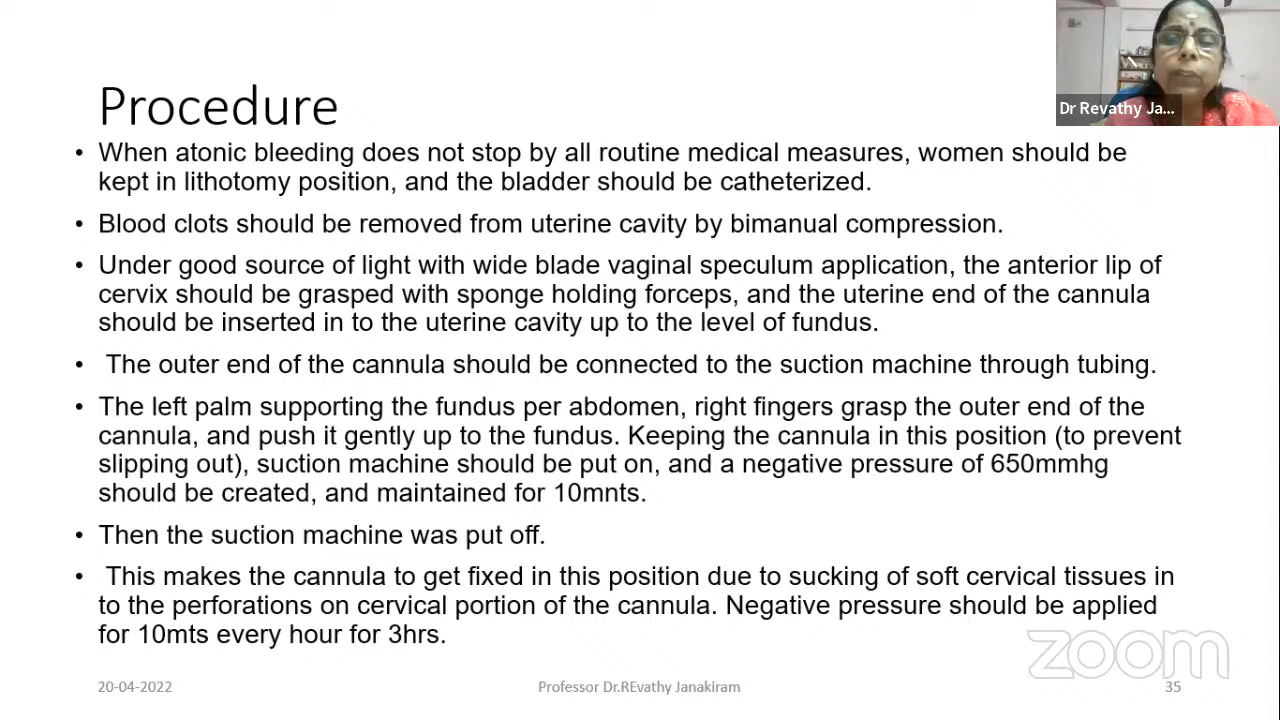 Dr Revathy Ja...
Procedure
• When atonic bleeding does not stop by all routine medical measures, women should be
kept in lithotomy position, and the bladder should be catheterized.
• Blood clots should be removed from uterine cavity by bimanual compression.
• Under good source of light with wide blade vaginal speculum application, the anterior lip of
cervix should be grasped with sponge holding forceps, and the uterine end of the cannula
should be inserted in to the uterine cavity up to the level of fundus.
• The outer end of the cannula should be connected to the suction machine through tubing.
• The left palm supporting the fundus per abdomen, right fingers grasp the outer end of the
cannula, and push it gently up to the fundus. Keeping the cannula in this position (to prevent
slipping out), suction machine should be put on, and a negative pressure of 650mmhg
should be created, and maintained for 10mnts.
• Then the suction machine was put off.
• This makes the cannula to get fixed in this position due to sucking of soft cervical tissues in
to the perforations on cervical portion of the cannula. Negative pressure should be applied
for 10mts every hour for 3hrs.
zoom
20-04-2022
Professor Dr.REvathy Janakiram
35